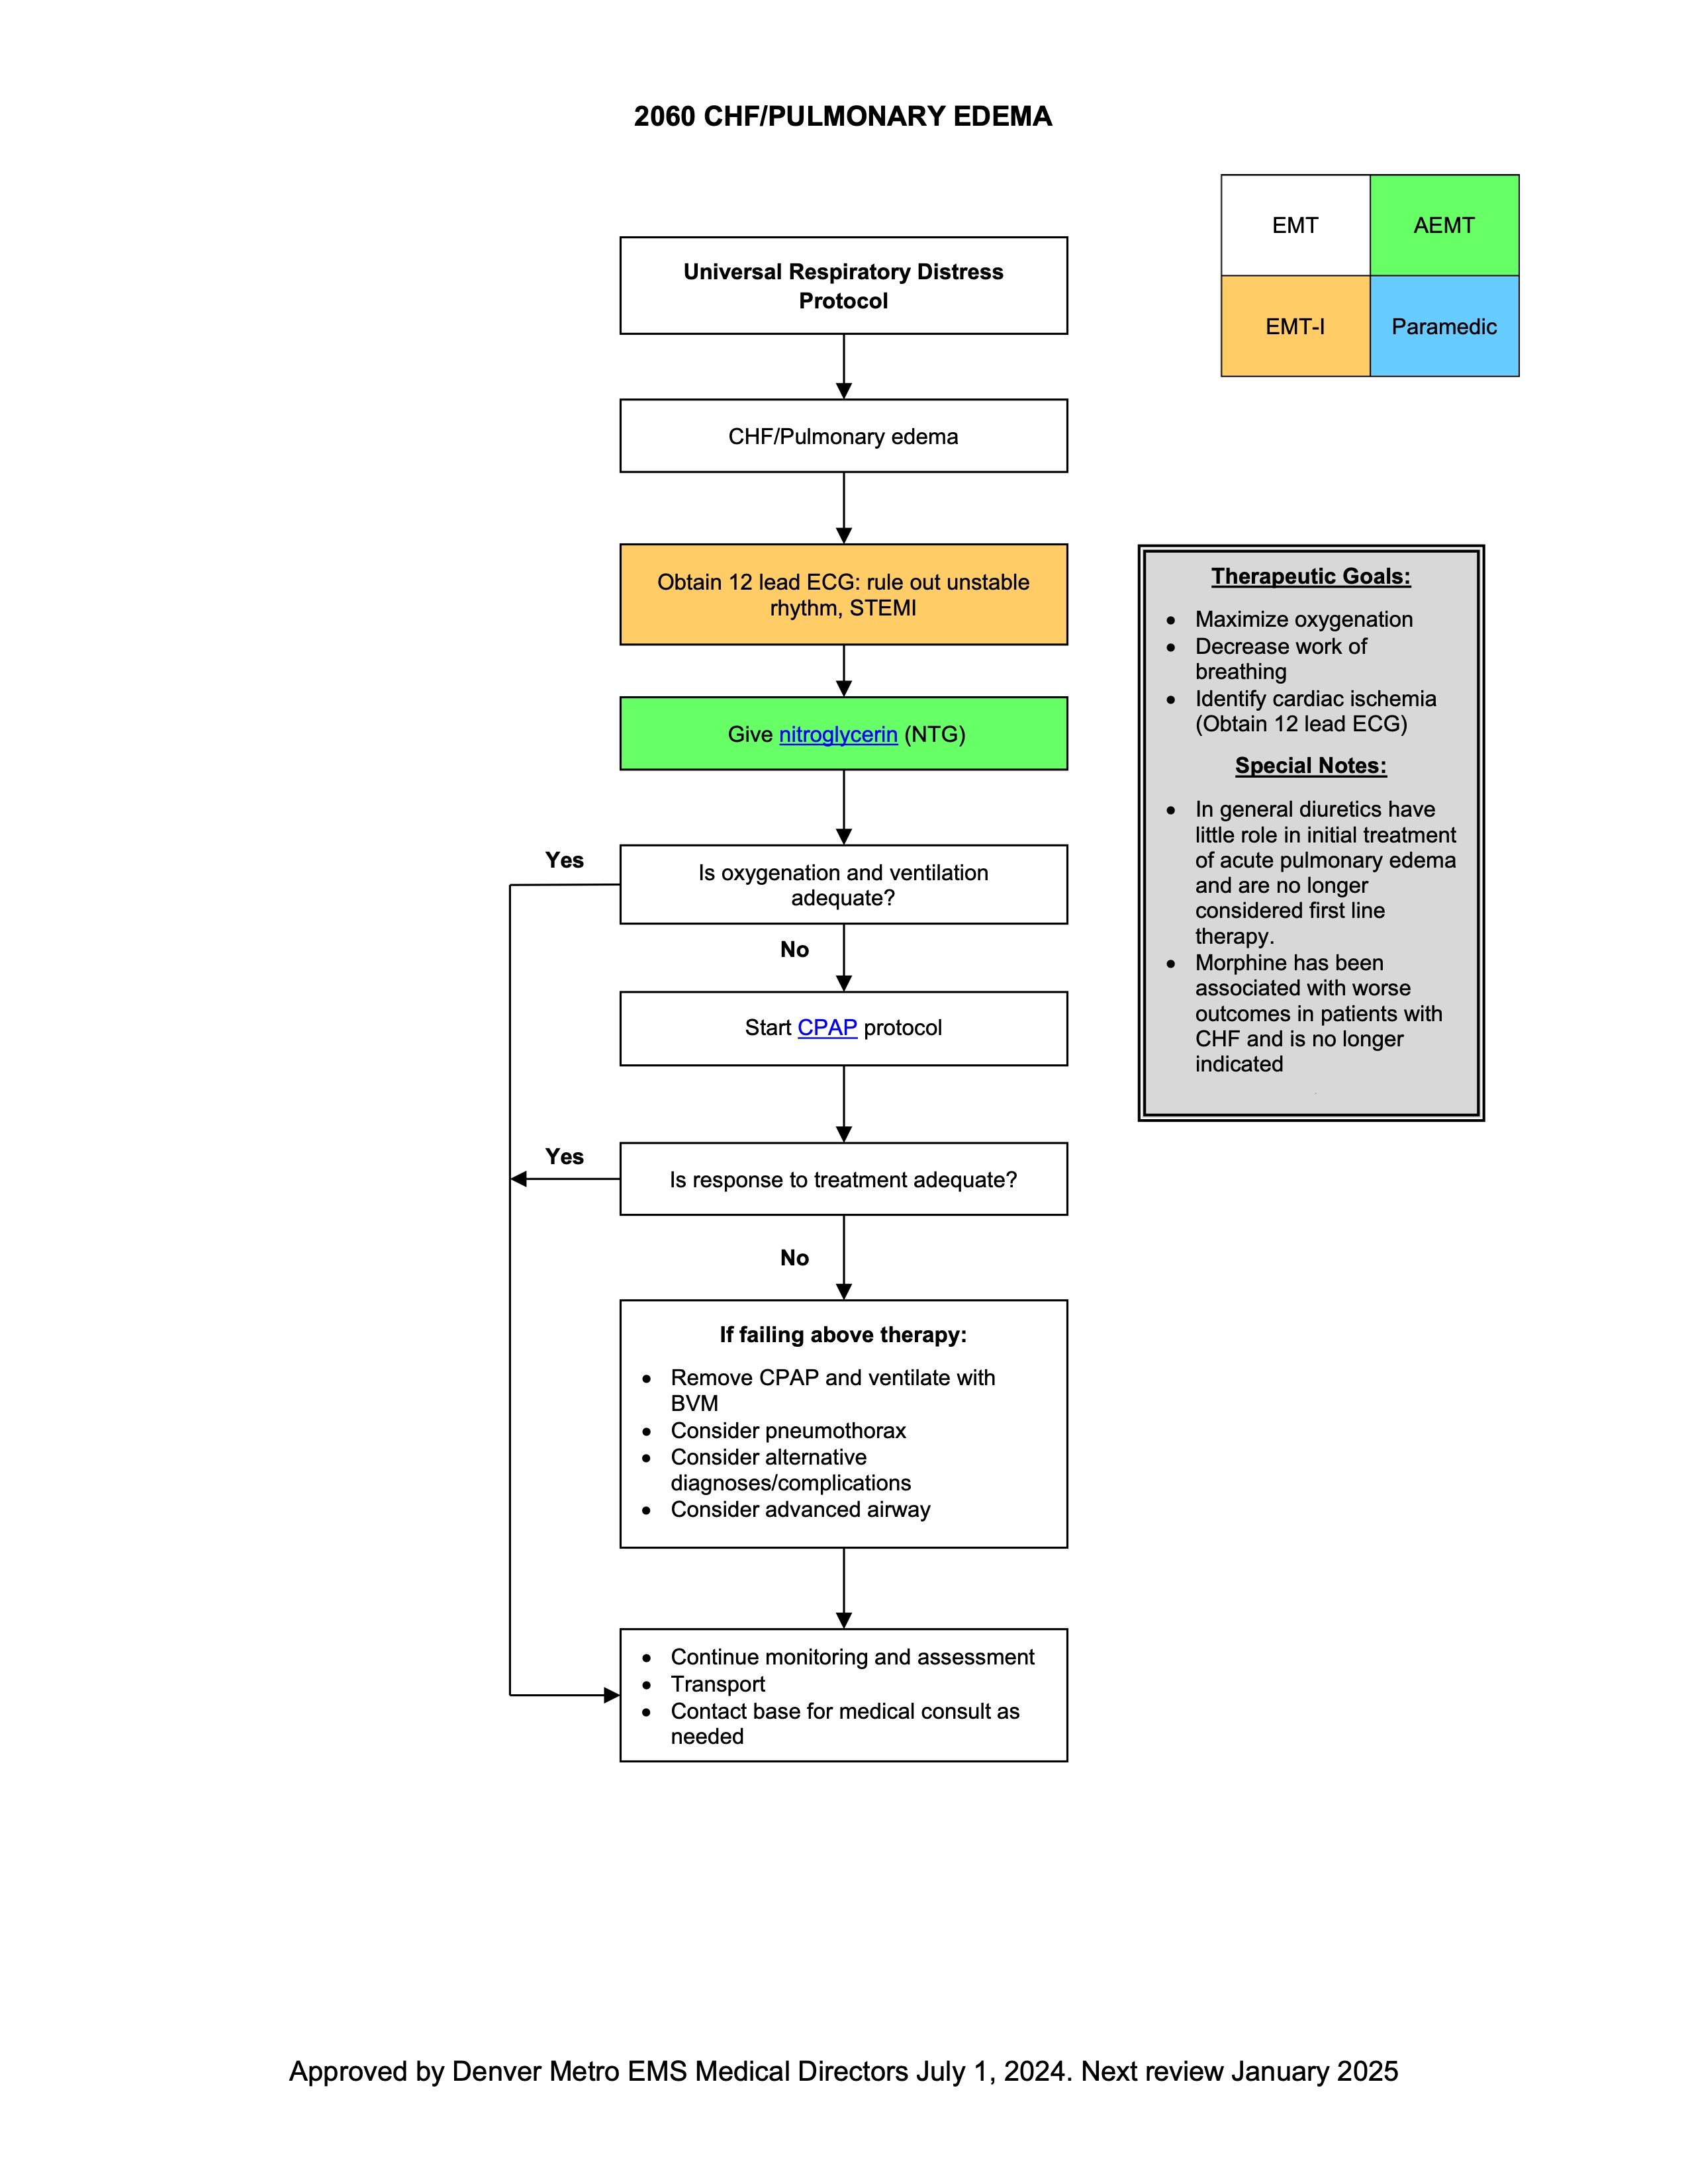 2060 CHF/PULMONARY EDEMA
EMT
AEMT
EMT-I
Paramedic
Universal Respiratory Distress
Protocol
CHF/Pulmonary edema
Obtain 12 lead ECG: rule out unstable
rhythm, STEMI
Give nitroglycerin (NTG)
Is oxygenation and ventilation
adequate?
Yes
No
Start CPAP protocol
Is response to treatment adequate?
Yes
No
If failing above therapy:
• Remove CPAP and ventilate with
BVM
• Consider pneumothorax
• Consider alternative
diagnoses/complications
• Consider advanced airway
• Continue monitoring and assessment
• Transport
• Contact base for medical consult as
needed
Therapeutic Goals:
• Maximize oxygenation
• Decrease work of
breathing
• Identify cardiac ischemia
(Obtain 12 lead ECG)
Special Notes:
• In general diuretics have
little role in initial treatment
of acute pulmonary edema
and are no longer
considered first line
therapy.
• Morphine has been
associated with worse
outcomes in patients with
CHF and is no longer
indicated
Approved by Denver Metro EMS Medical Directors July 1, 2024. Next review January 2025